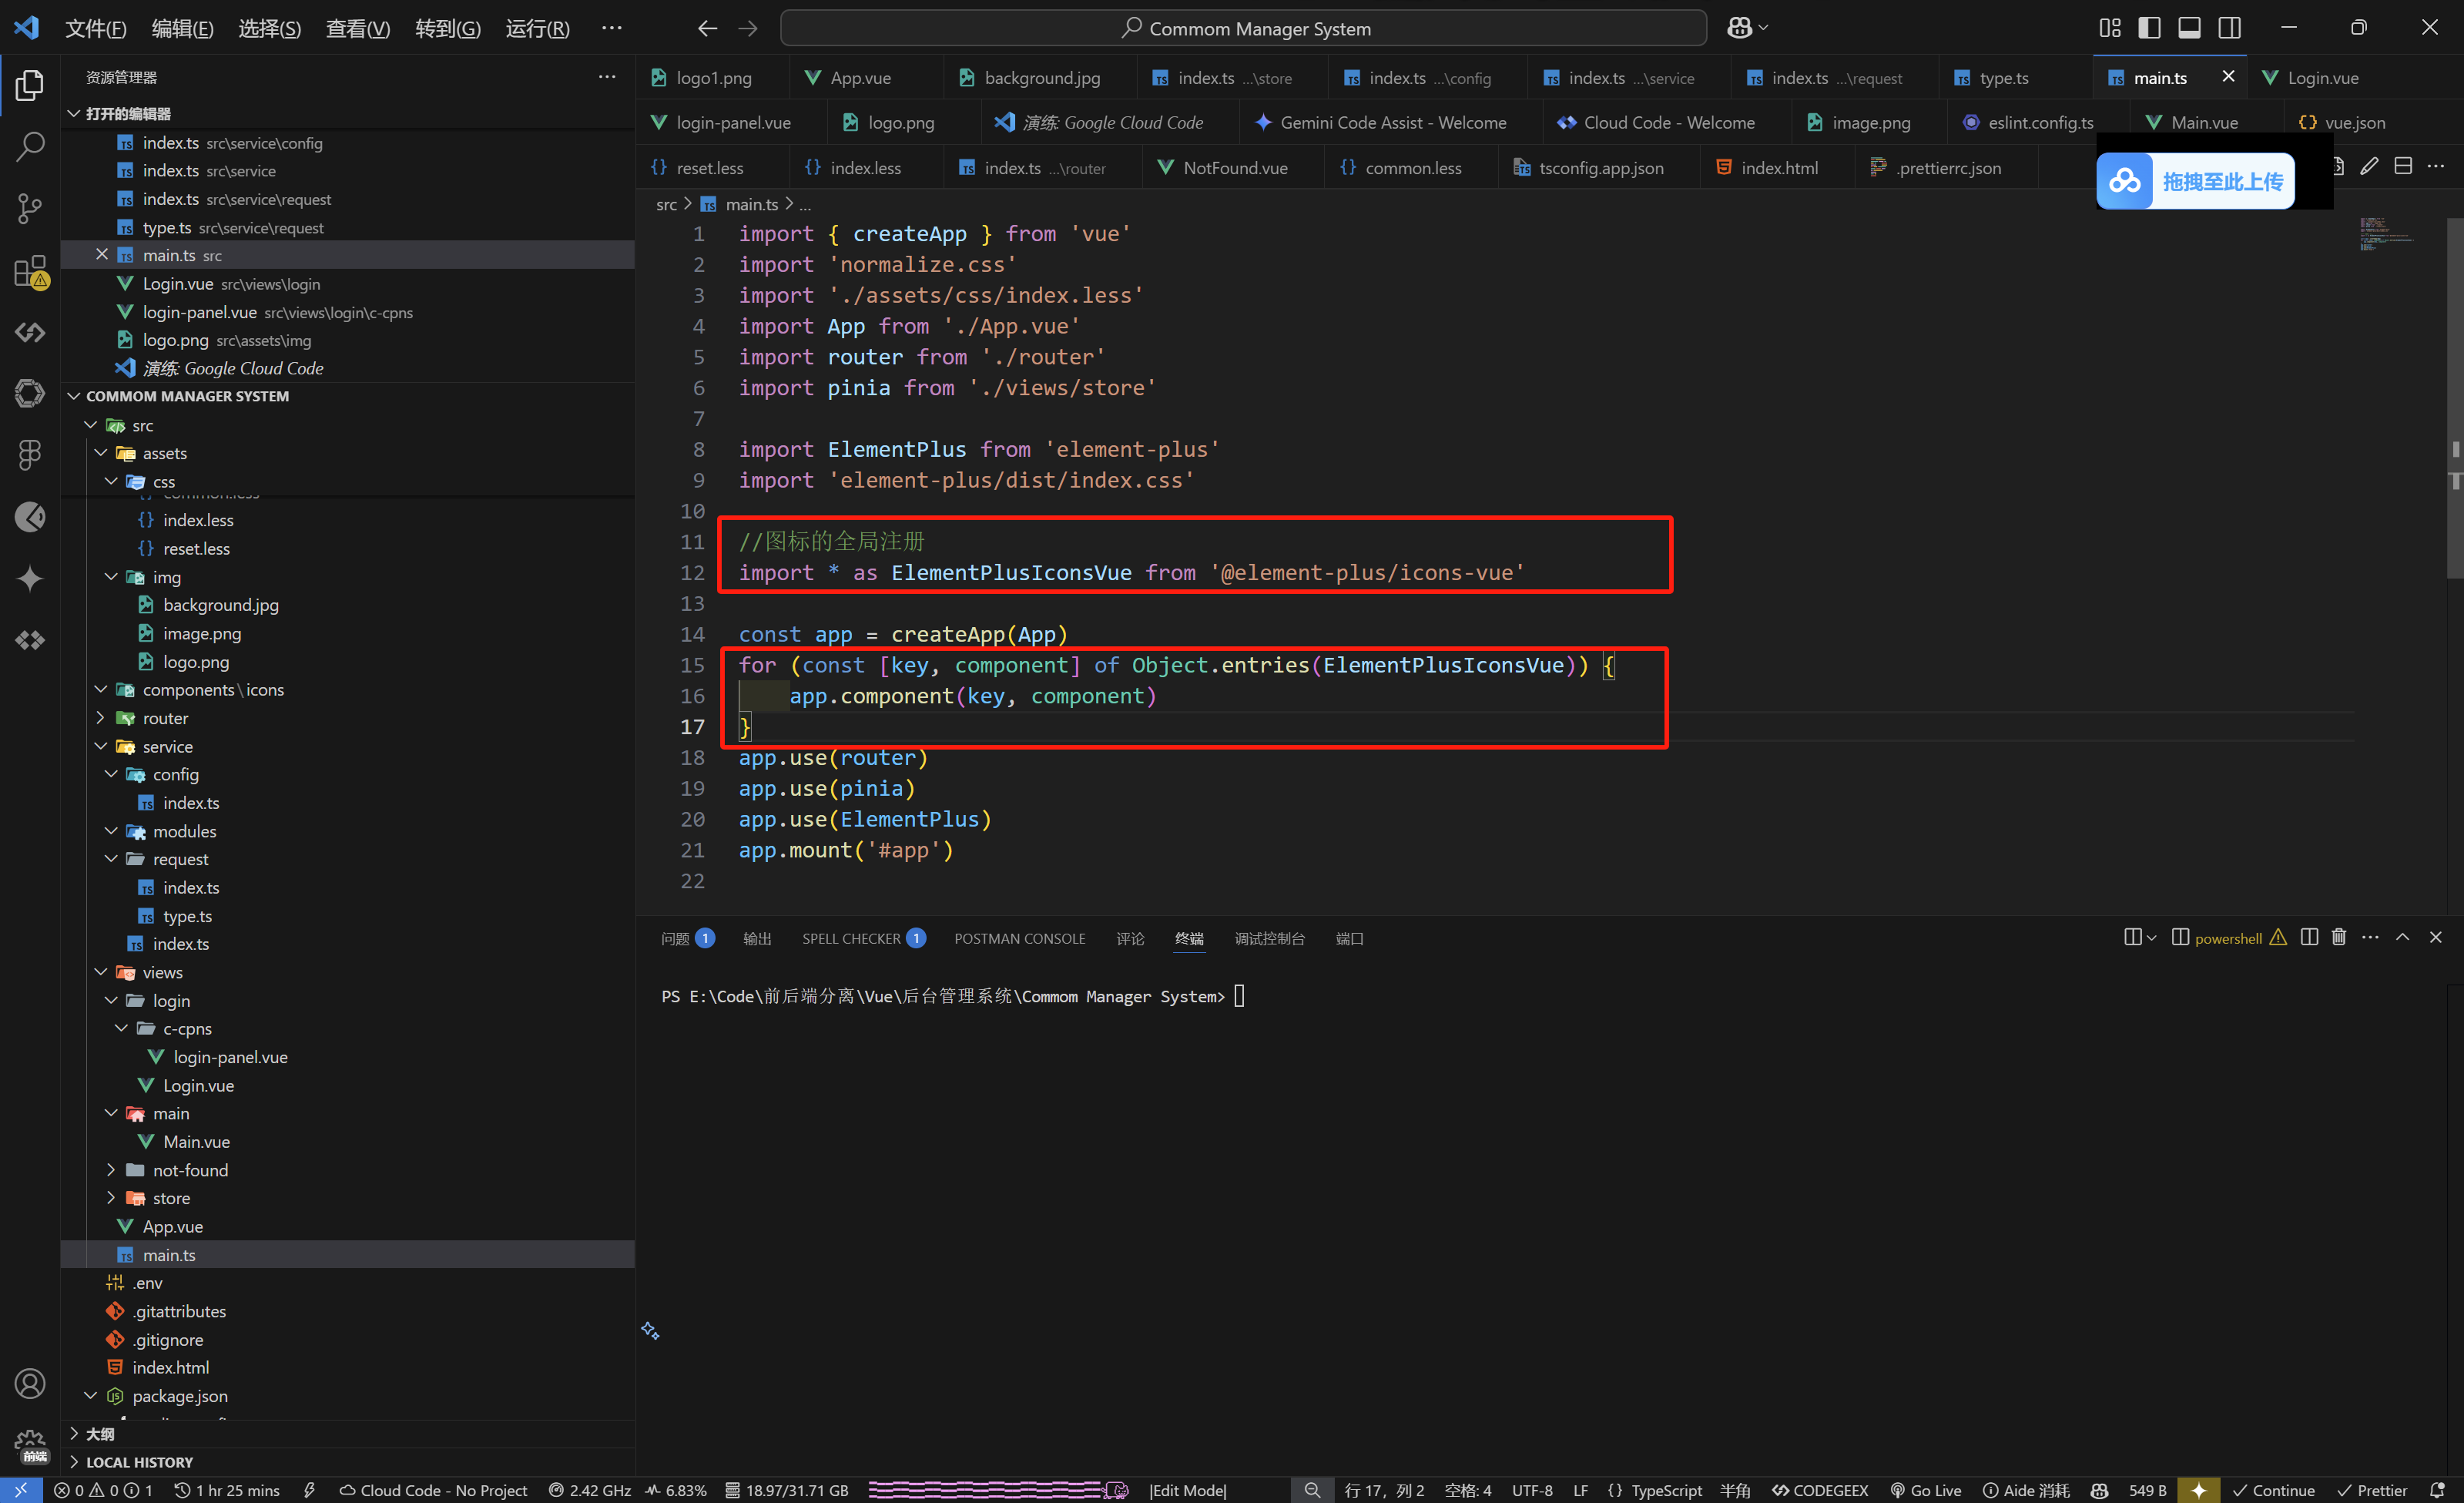 文件(F) 编辑(E) 选择(S) 查看(V) 转到(G) 运行(R) ··· Commom Manager System
资源管理器 ···
打开的编辑器
index.ts src\service\config
index.ts src\service
index.ts src\service\request
type.ts src\service\request
main.ts src
Login.vue src\views\login
login-panel.vue src\views\login\c-cpns
logo.png src\assets\img
演练: Google Cloud Code
COMMOM MANAGER SYSTEM
src
assets
css
common.less
index.less
reset.less
img
background.jpg
image.png
logo.png
components\icons
router
service
config
index.ts
modules
request
index.ts
type.ts
index.ts
views
login
c-cpns
login-panel.vue
Login.vue
main
Main.vue
not-found
store
App.vue
main.ts
.env
.gitattributes
.gitignore
index.html
package.json
大纲
LOCAL HISTORY
前端
logo1.png App.vue background.jpg index.ts ...\store index.ts ...\config index.ts ...\service index.ts ...\request type.ts main.ts Login.vue
login-panel.vue logo.png 演练: Google Cloud Code Gemini Code Assist - Welcome Cloud Code - Welcome image.png eslint.config.ts Main.vue vue.json
reset.less index.less index.ts ...\router NotFound.vue common.less tsconfig.app.json index.html .prettierrc.json
拖拽至此上传
src > main.ts > ...
1 import { createApp } from 'vue'
2 import 'normalize.css'
3 import './assets/css/index.less'
4 import App from './App.vue'
5 import router from './router'
6 import pinia from './views/store'
7
8 import ElementPlus from 'element-plus'
9 import 'element-plus/dist/index.css'
10
11 //图标的全局注册
12 import * as ElementPlusIconsVue from '@element-plus/icons-vue'
13
14 const app = createApp(App)
15 for (const [key, component] of Object.entries(ElementPlusIconsVue)) {
16 app.component(key, component)
17 }
18 app.use(router)
19 app.use(pinia)
20 app.use(ElementPlus)
21 app.mount('#app')
22
问题 1 输出 SPELL CHECKER 1 POSTMAN CONSOLE 评论 终端 调试控制台 端口 powershell
PS E:\Code\前后端分离\Vue\后台管理系统\Commom Manager System>
0 0 1 1 hr 25 mins Cloud Code - No Project 2.42 GHz 6.83% 18.97/31.71 GB |Edit Mode| 行 17，列 2 空格: 4 UTF-8 LF {} TypeScript 半角 CODEGEEX Go Live Aide 消耗 549 B Continue Prettier